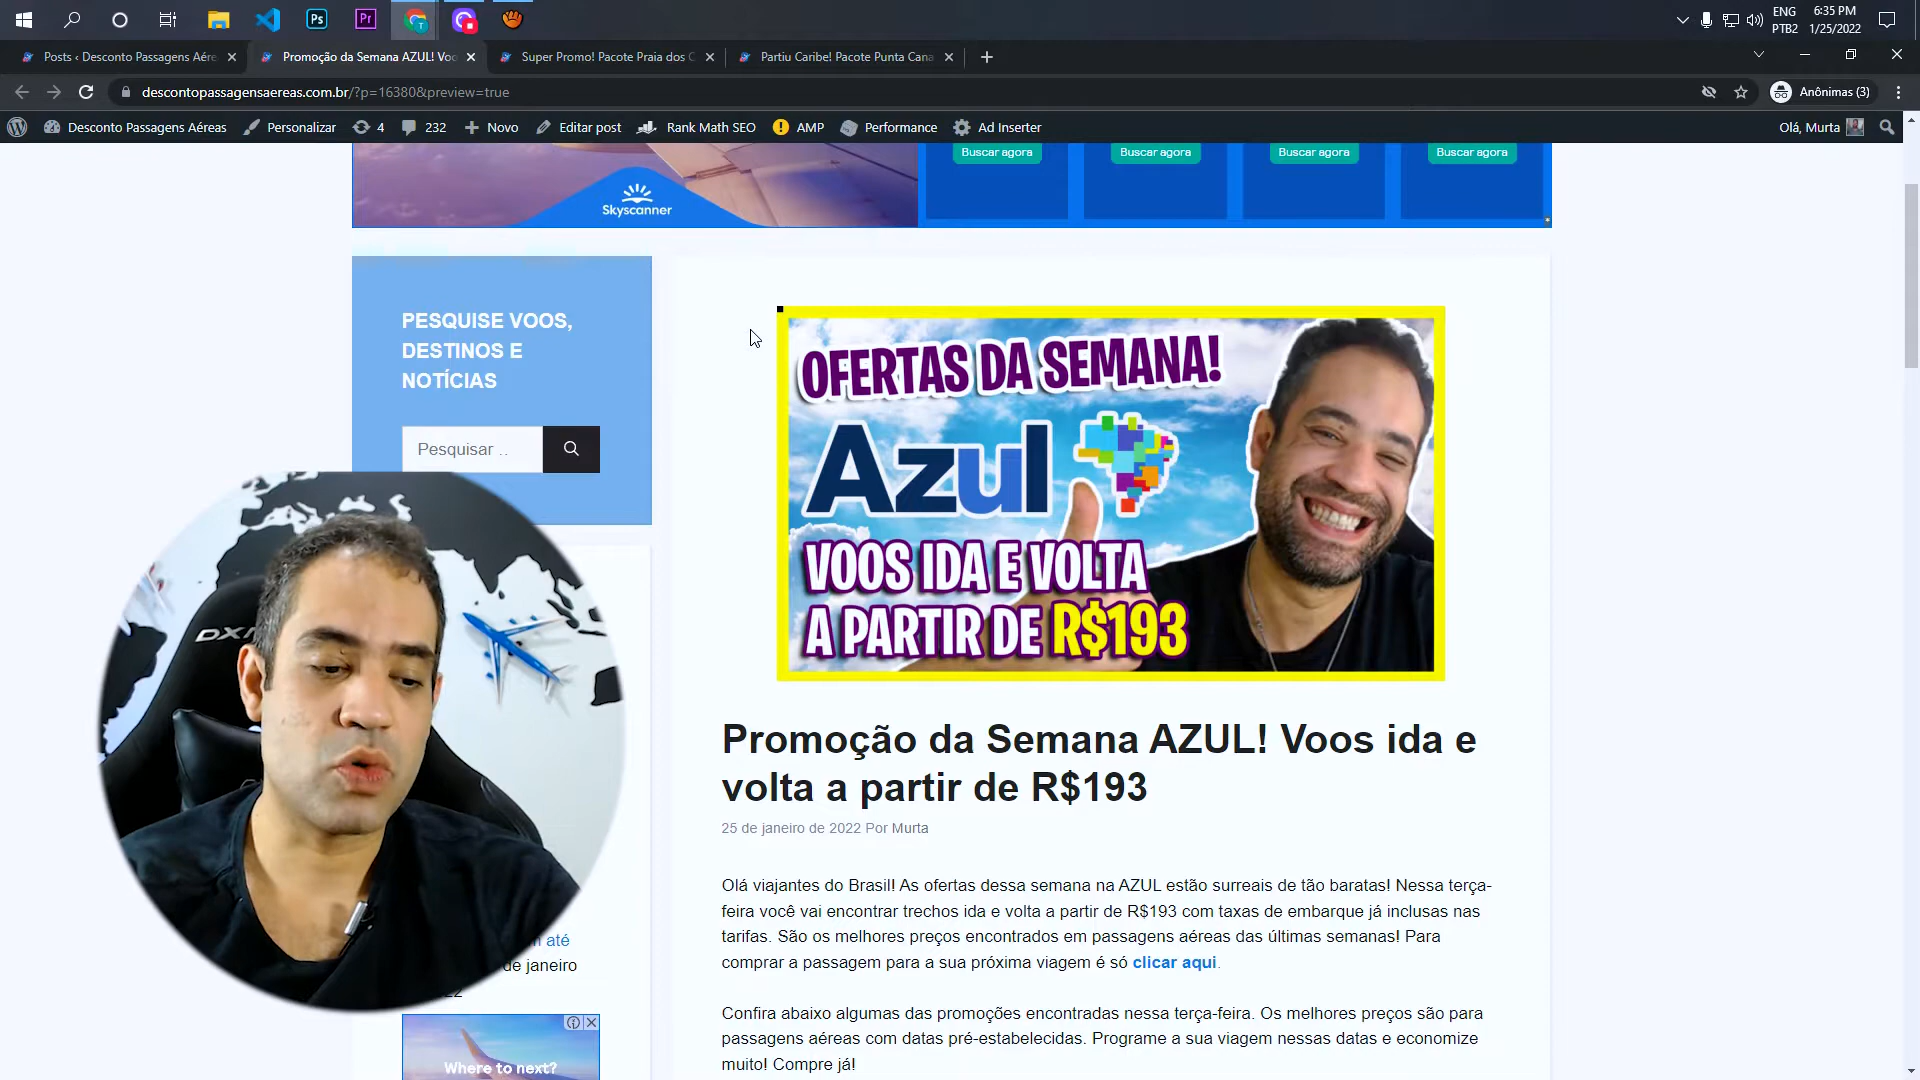 Ps
Pr
ENG
PTB2
6:35 PM
1/25/2022
Posts ‹ Desconto Passagens Aére
Promoção da Semana AZUL! Voo
Super Promo! Pacote Praia dos C
Partiu Caribe! Pacote Punta Cana
descontopassagensaereas.com.br/?p=16380&preview=true
Anônimas (3)
Desconto Passagens Aéreas
Personalizar
4
232
Novo
Editar post
Rank Math SEO
AMP
Performance
Ad Inserter
Olá, Murta
Buscar agora
Buscar agora
Buscar agora
Buscar agora
Skyscanner
PESQUISE VOOS,
DESTINOS E
NOTÍCIAS
Pesquisar ..
OFERTAS DA SEMANA!
Azul
VOOS IDA E VOLTA
A PARTIR DE R$193
Promoção da Semana AZUL! Voos ida e
volta a partir de R$193
25 de janeiro de 2022 Por Murta
Olá viajantes do Brasil! As ofertas dessa semana na AZUL estão surreais de tão baratas! Nessa terça-
feira você vai encontrar trechos ida e volta a partir de R$193 com taxas de embarque já inclusas nas
tarifas. São os melhores preços encontrados em passagens aéreas das últimas semanas! Para
comprar a passagem para a sua próxima viagem é só clicar aqui.
Confira abaixo algumas das promoções encontradas nessa terça-feira. Os melhores preços são para
passagens aéreas com datas pré-estabelecidas. Programe a sua viagem nessas datas e economize
muito! Compre já!
até
de janeiro
Where to next?